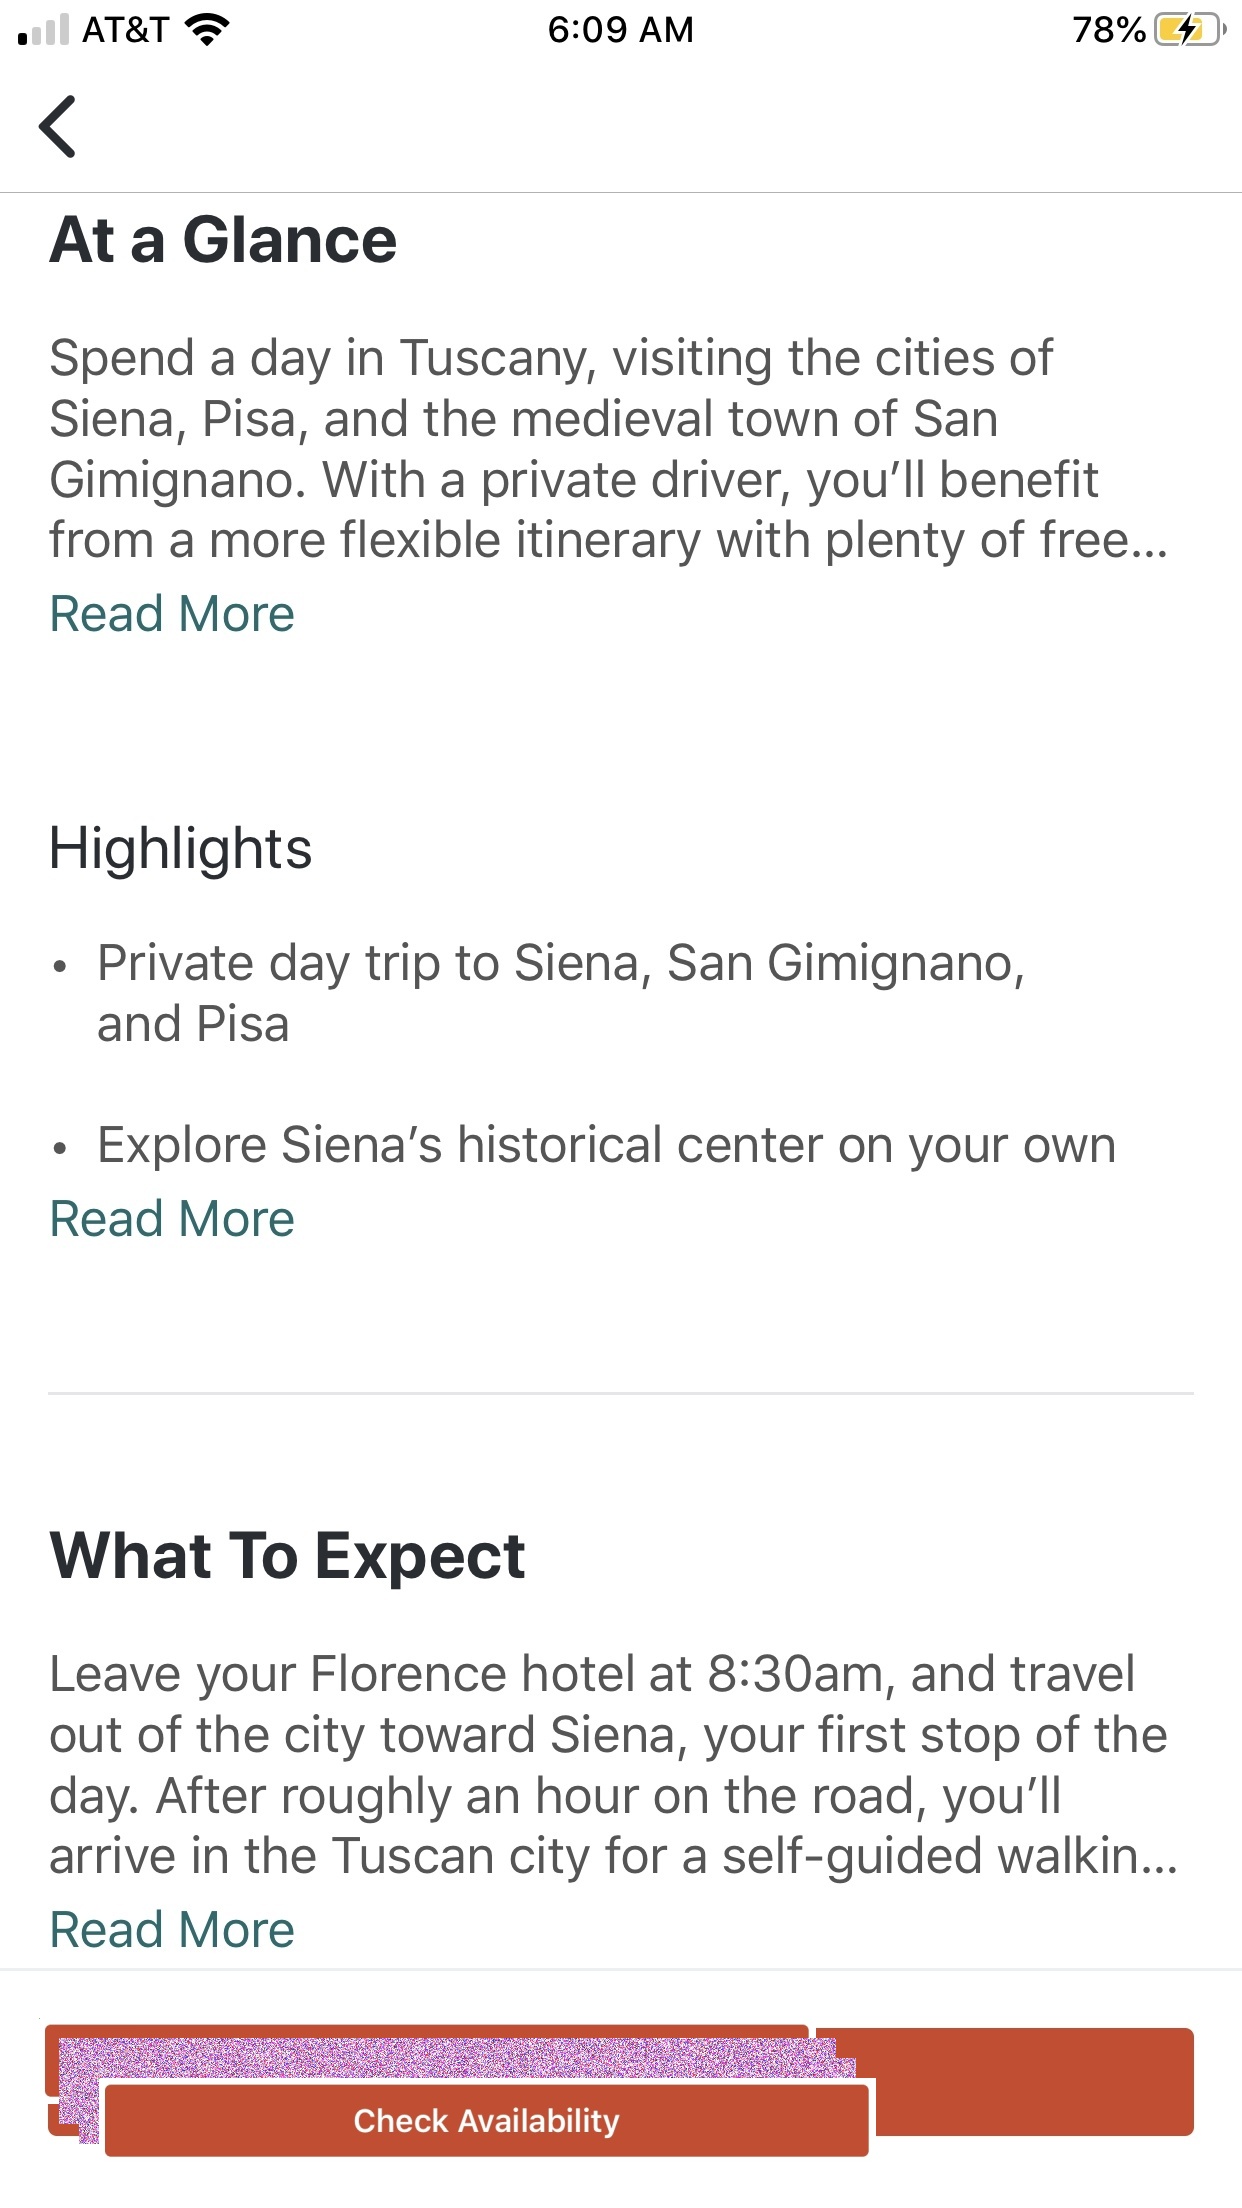 AT&T 6:09 AM 78%
At a Glance
Spend a day in Tuscany, visiting the cities of
Siena, Pisa, and the medieval town of San
Gimignano. With a private driver, you’ll benefit
from a more flexible itinerary with plenty of free...
Read More
Highlights
• Private day trip to Siena, San Gimignano,
and Pisa
• Explore Siena’s historical center on your own
Read More
What To Expect
Leave your Florence hotel at 8:30am, and travel
out of the city toward Siena, your first stop of the
day. After roughly an hour on the road, you’ll
arrive in the Tuscan city for a self-guided walkin...
Read More
Check Availability